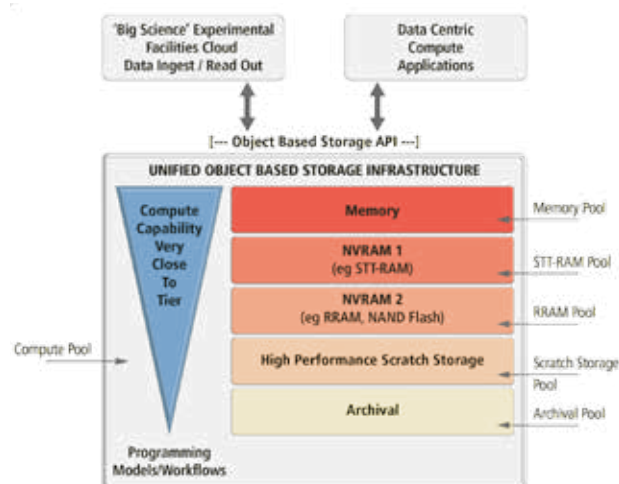 'Big Science' Experimental
Facilities Cloud
Data Ingest / Read Out
Data Centric
Compute
Applications
[--- Object Based Storage API ---]
UNIFIED OBJECT BASED STORAGE INFRASTRUCTURE
Compute
Capability
Very
Close
To
Tier
Memory
Memory Pool
NVRAM 1
(eg STT-RAM)
STT-RAM Pool
NVRAM 2
(eg RRAM, NAND Flash)
RRAM Pool
Compute Pool
High Performance Scratch Storage
Scratch Storage
Pool
Archival
Archival Pool
Programming
Models/Workflows